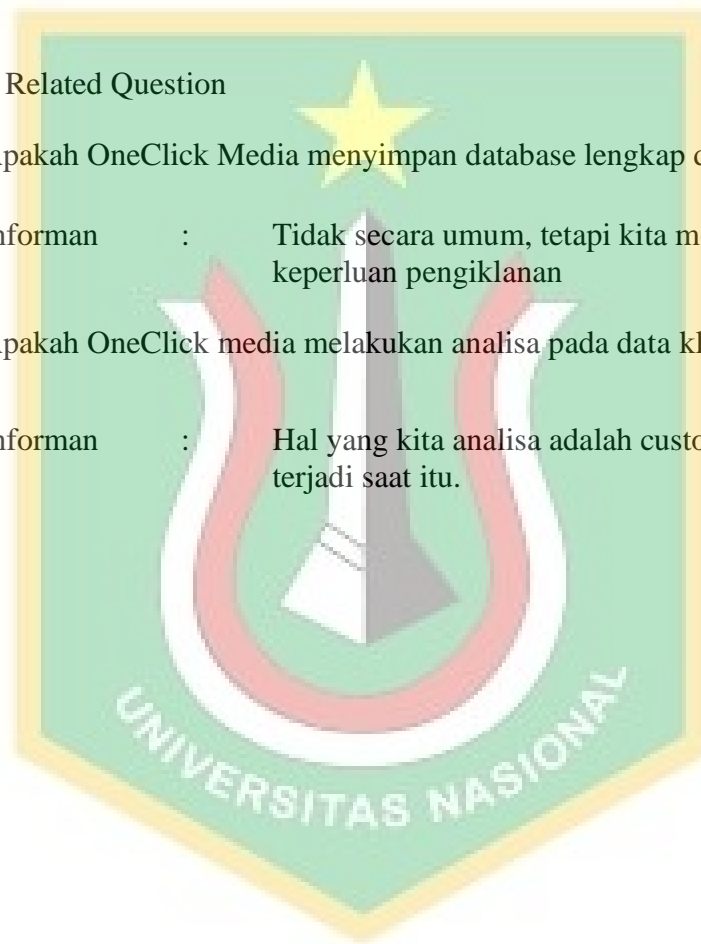 Related Question
pakah OneClick Media menyimpan database lengkap
nforman : Tidak secara umum, tetapi kita
keperluan pengiklanan
pakah OneClick media melakukan analisa pada data
nforman : Hal yang kita analisa adalah
terjadi saat itu.
UNIVERSITAS NASIONAL